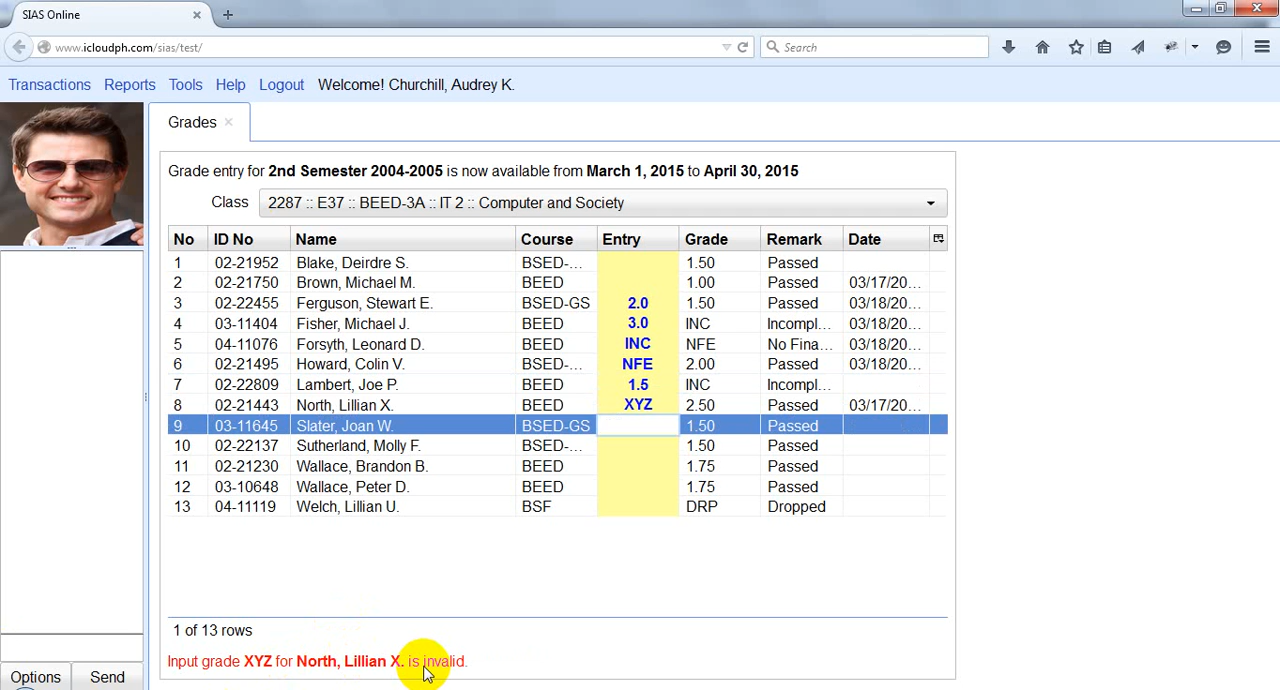 SIAS Online
www.icloudph.com/sias/test/
Search
Transactions Reports Tools Help Logout Welcome! Churchill, Audrey K.
Grades
Grade entry for 2nd Semester 2004-2005 is now available from March 1, 2015 to April 30, 2015
Class 2287 :: E37 :: BEED-3A :: IT 2 :: Computer and Society
No ID No Name Course Entry Grade Remark Date
1 02-21952 Blake, Deirdre S. BSED-... 1.50 Passed
2 02-21750 Brown, Michael M. BEED 1.00 Passed 03/17/20...
3 02-22455 Ferguson, Stewart E. BSED-GS 2.0 1.50 Passed 03/18/20...
4 03-11404 Fisher, Michael J. BEED 3.0 INC Incompl... 03/18/20...
5 04-11076 Forsyth, Leonard D. BEED INC NFE No Fina... 03/18/20...
6 02-21495 Howard, Colin V. BSED-... NFE 2.00 Passed 03/18/20...
7 02-22809 Lambert, Joe P. BEED 1.5 INC Incompl...
8 02-21443 North, Lillian X. BEED XYZ 2.50 Passed 03/17/20...
9 03-11645 Slater, Joan W. BSED-GS 1.50 Passed
10 02-22137 Sutherland, Molly F. BSED-... 1.50 Passed
11 02-21230 Wallace, Brandon B. BEED 1.75 Passed
12 03-10648 Wallace, Peter D. BEED 1.75 Passed
13 04-11119 Welch, Lillian U. BSF DRP Dropped
1 of 13 rows
Input grade XYZ for North, Lillian X. is invalid.
Options Send